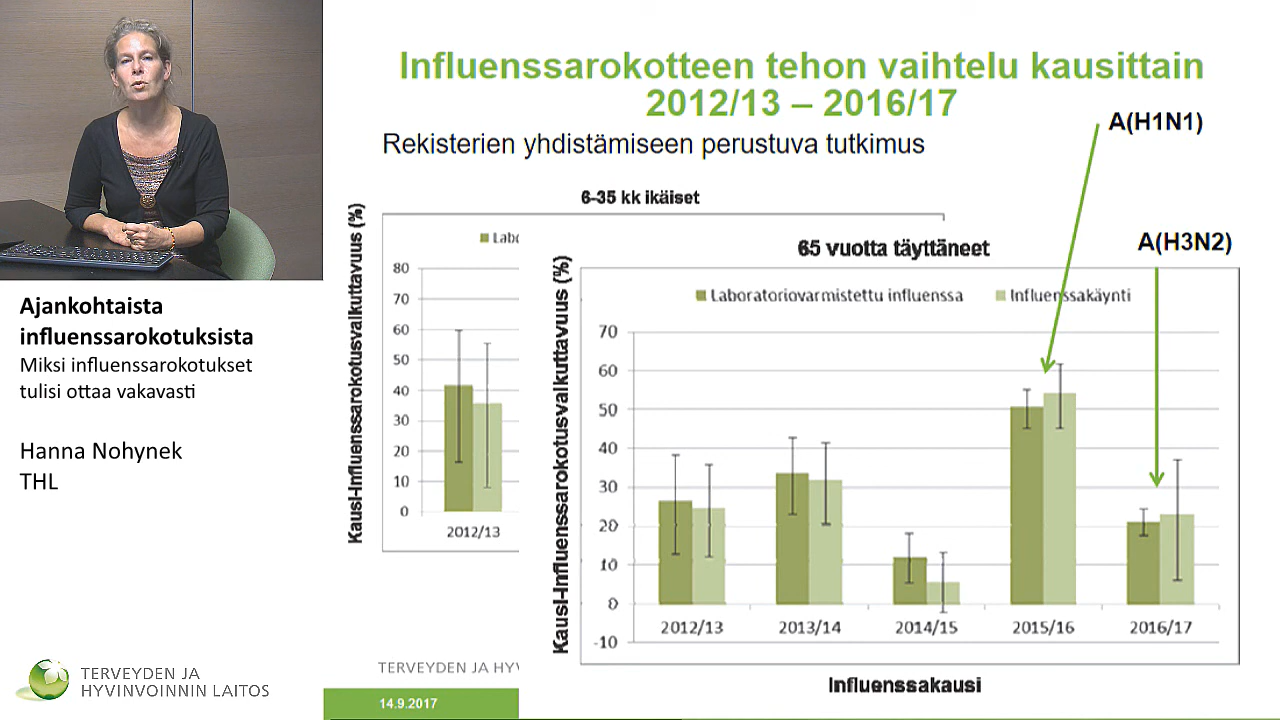 Influenssarokotteen tehon vaihtelu kausittain
2012/13 – 2016/17
A(H1N1)
Rekisterien yhdistämiseen perustuva tutkimus
6-35 kk ikäiset
Kausi-Influenssarokotusvaikuttavuus (%)
80
70
60
50
40
30
20
10
0
2012/13
65 vuotta täyttäneet
A(H3N2)
Kausi-Influenssarokotusvaikuttavuus (%)
Laboratoriovarmistettu influenssa
Influenssakäynti
70
60
50
40
30
20
10
0
-10
2012/13
2013/14
2014/15
2015/16
2016/17
Influenssakausi
Ajankohtaista
influenssarokotuksista
Miksi influenssarokotukset
tulisi ottaa vakavasti
Hanna Nohynek
THL
TERVEYDEN JA
HYVINVOINNIN LAITOS
TERVEYDEN JA
14.9.2017